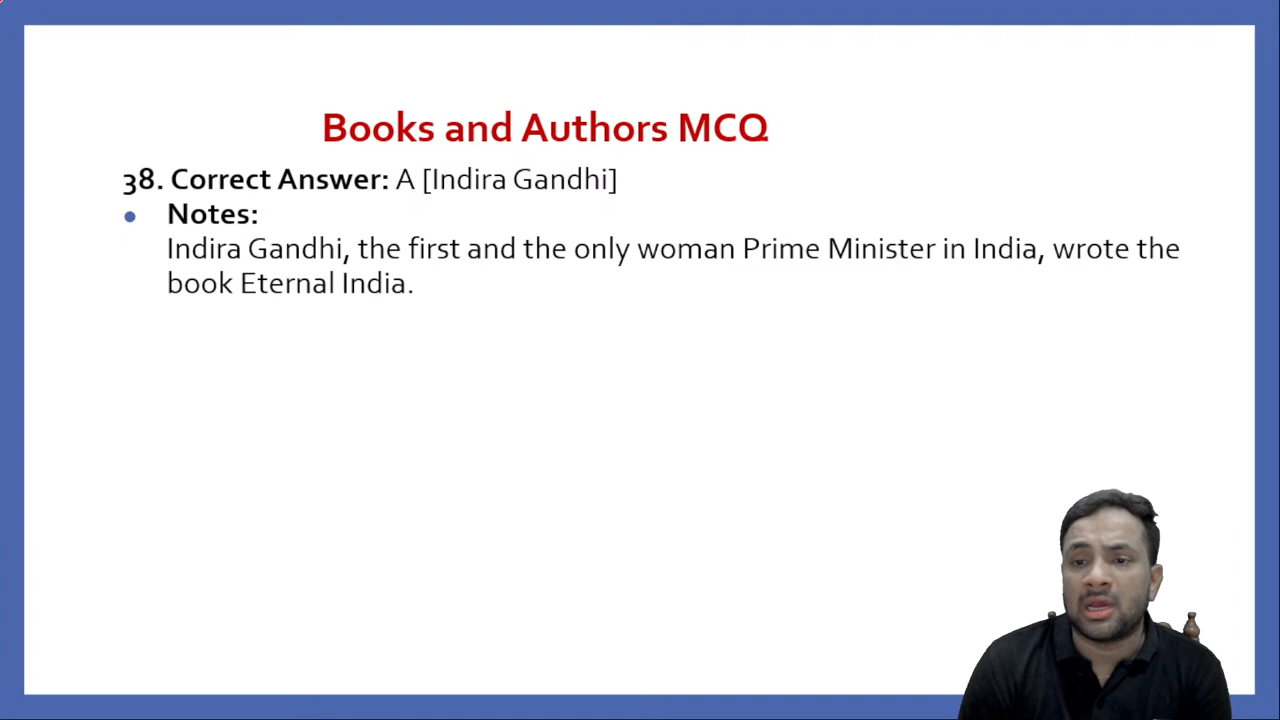 Books and Authors MCQ
38. Correct Answer: A [Indira Gandhi]
• Notes:
Indira Gandhi, the first and the only woman Prime Minister in India, wrote the
book Eternal India.